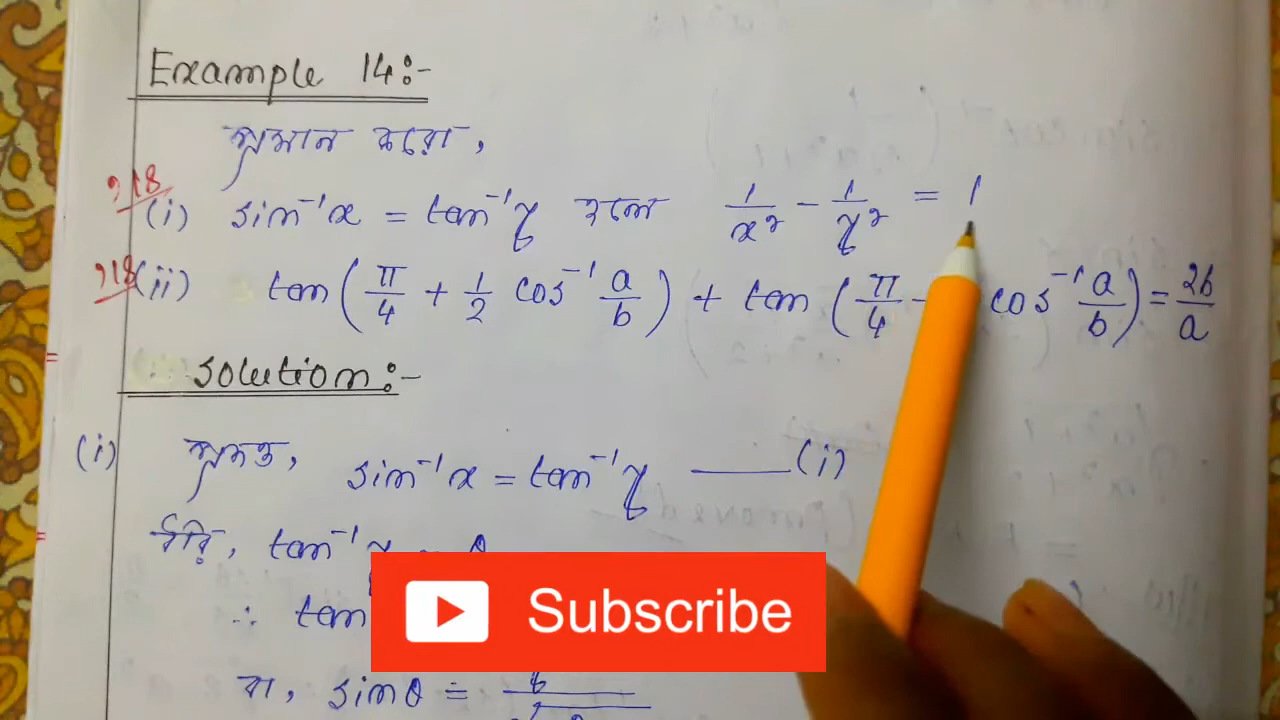 Example 14:-
প্রমান করো,
'18 (i) sin⁻¹x = tan⁻¹y হলে 1/x² - 1/y² = 1
'18 (ii) tan(π/4 + 1/2 cos⁻¹ a/b) + tan(π/4 - cos⁻¹ a/b) = 2b/a
Solution:-
(i) প্রদত্ত, sin⁻¹x = tan⁻¹y ——— (i)
ধরি, tan⁻¹y = θ
∴ tan
Subscribe
বা, sinθ =